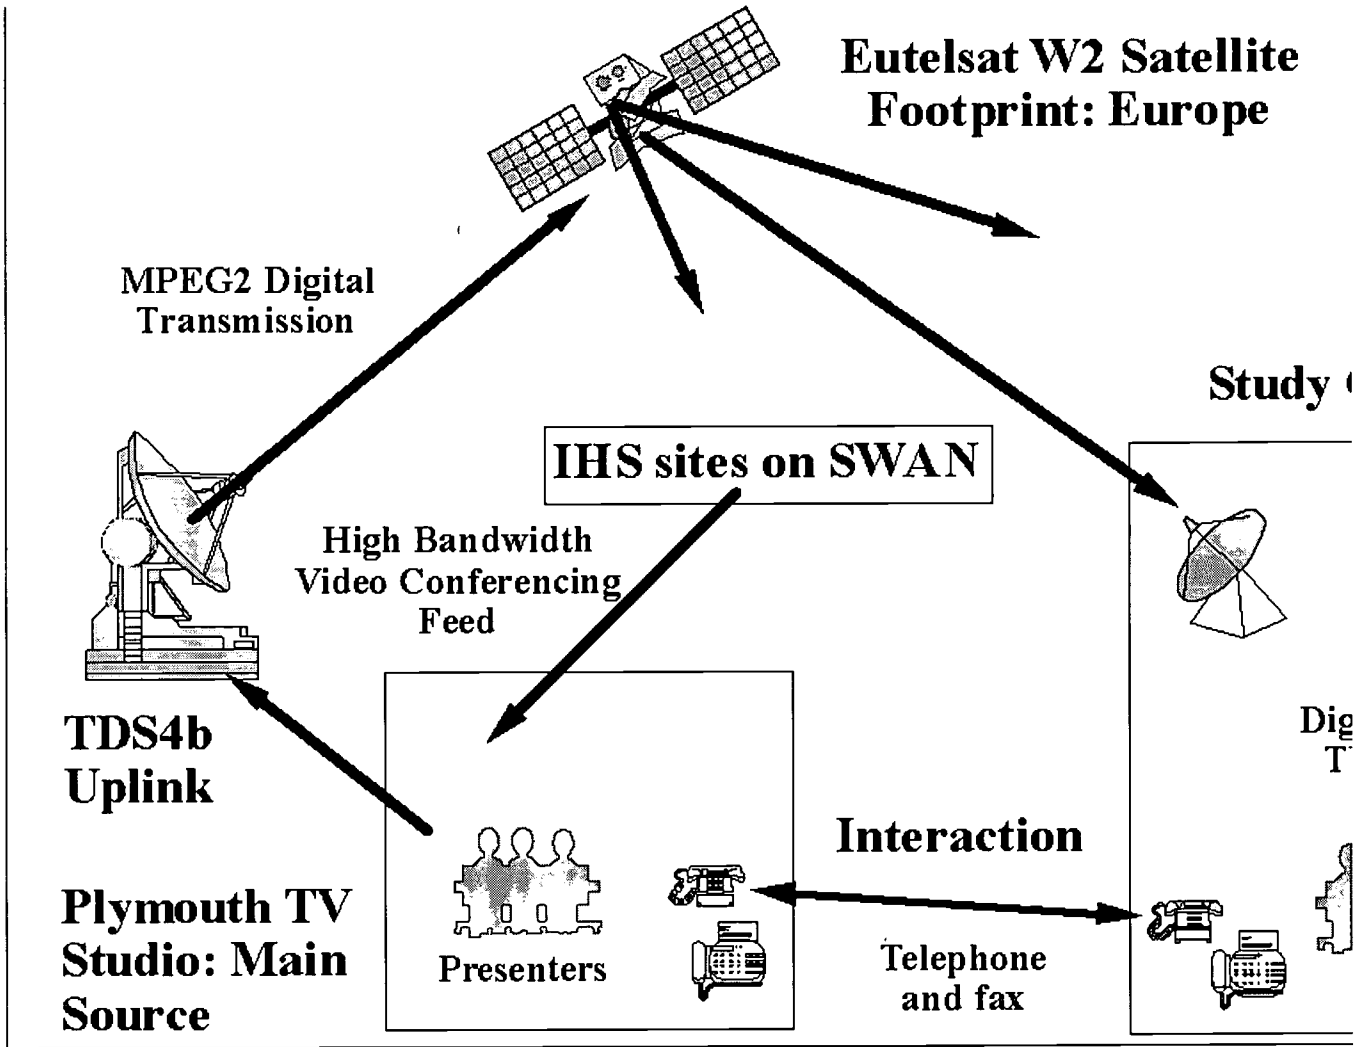 Eutelsat W2 Satellite
Footprint: Europe
MPEG2 Digital
Transmission
Study
IHS sites on SWAN
High Bandwidth
Video Conferencing
Feed
TDS4b
Uplink
Interaction
Plymouth TV
Studio: Main
Source
Presenters
Telephone
and fax